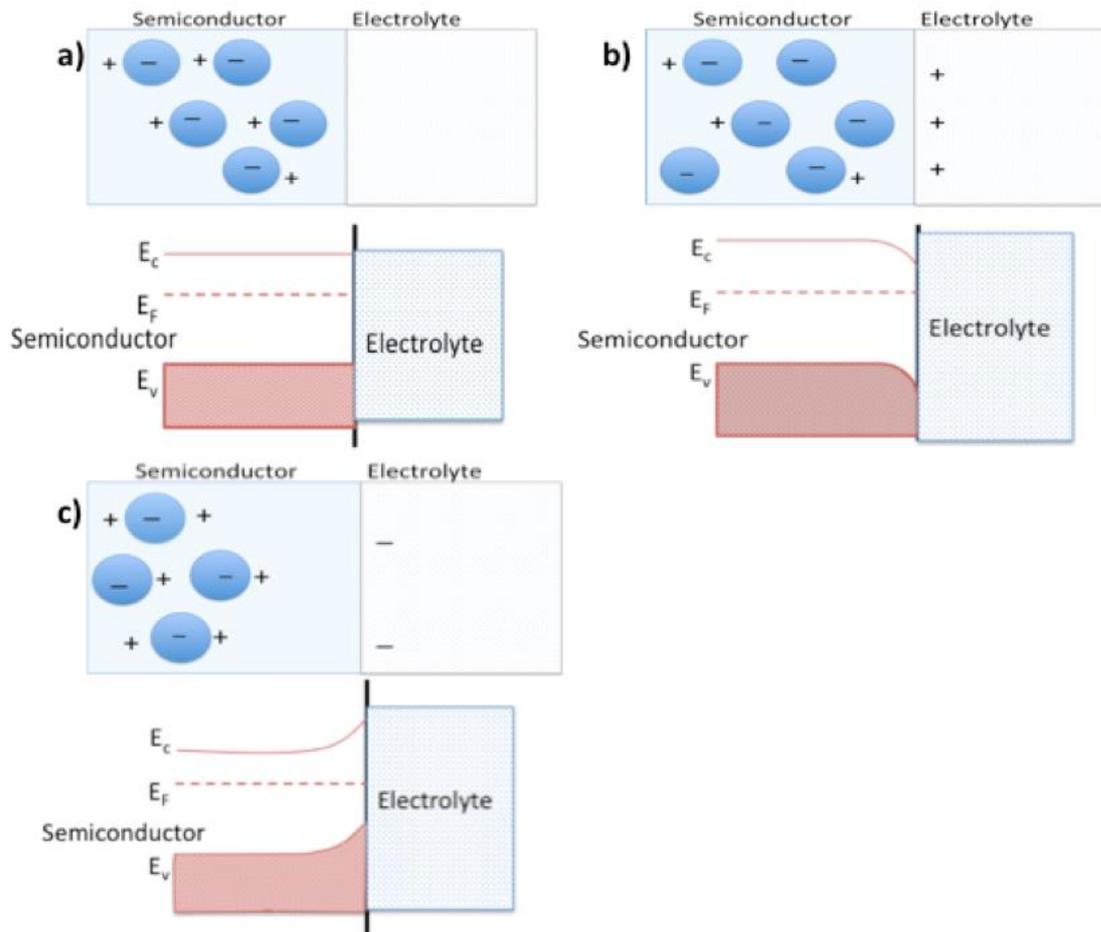 Semiconductor Electrolyte
a)
+ − + −
+ − + −
− +
E_c
E_F
Semiconductor
Electrolyte
E_v
Semiconductor Electrolyte
b)
+ − −
+
+ − −
+
− − +
+
E_c
E_F
Electrolyte
Semiconductor
E_v
Semiconductor Electrolyte
c)
+ − +
−
− + − +
+ − +
−
E_c
E_F
Electrolyte
Semiconductor
E_v